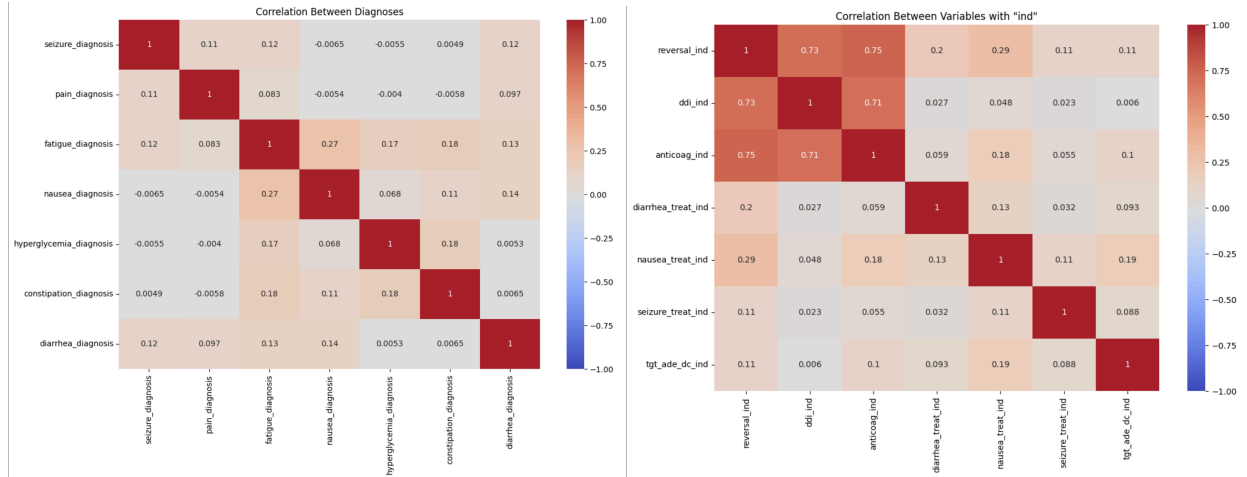 Correlation Between Diagnoses
seizure_diagnosis 1 0.11 0.12 -0.0065 -0.0055 0.0049 0.12
pain_diagnosis 0.11 1 0.083 -0.0054 -0.004 -0.0058 0.097
fatigue_diagnosis 0.12 0.083 1 0.27 0.17 0.18 0.13
nausea_diagnosis -0.0065 -0.0054 0.27 1 0.068 0.11 0.14
hyperglycemia_diagnosis -0.0055 -0.004 0.17 0.068 1 0.18 0.0053
constipation_diagnosis 0.0049 -0.0058 0.18 0.11 0.18 1 0.0065
diarrhea_diagnosis 0.12 0.097 0.13 0.14 0.0053 0.0065 1
seizure_diagnosis
pain_diagnosis
fatigue_diagnosis
nausea_diagnosis
hyperglycemia_diagnosis
constipation_diagnosis
diarrhea_diagnosis
1.00
0.75
0.50
0.25
0.00
−0.25
−0.50
−0.75
−1.00
Correlation Between Variables with "ind"
reversal_ind 1 0.73 0.75 0.2 0.29 0.11 0.11
ddi_ind 0.73 1 0.71 0.027 0.048 0.023 0.006
anticoag_ind 0.75 0.71 1 0.059 0.18 0.055 0.1
diarrhea_treat_ind 0.2 0.027 0.059 1 0.13 0.032 0.093
nausea_treat_ind 0.29 0.048 0.18 0.13 1 0.11 0.19
seizure_treat_ind 0.11 0.023 0.055 0.032 0.11 1 0.088
tgt_ade_dc_ind 0.11 0.006 0.1 0.093 0.19 0.088 1
reversal_ind
ddi_ind
anticoag_ind
diarrhea_treat_ind
nausea_treat_ind
seizure_treat_ind
tgt_ade_dc_ind
1.00
0.75
0.50
0.25
0.00
−0.25
−0.50
−0.75
−1.00